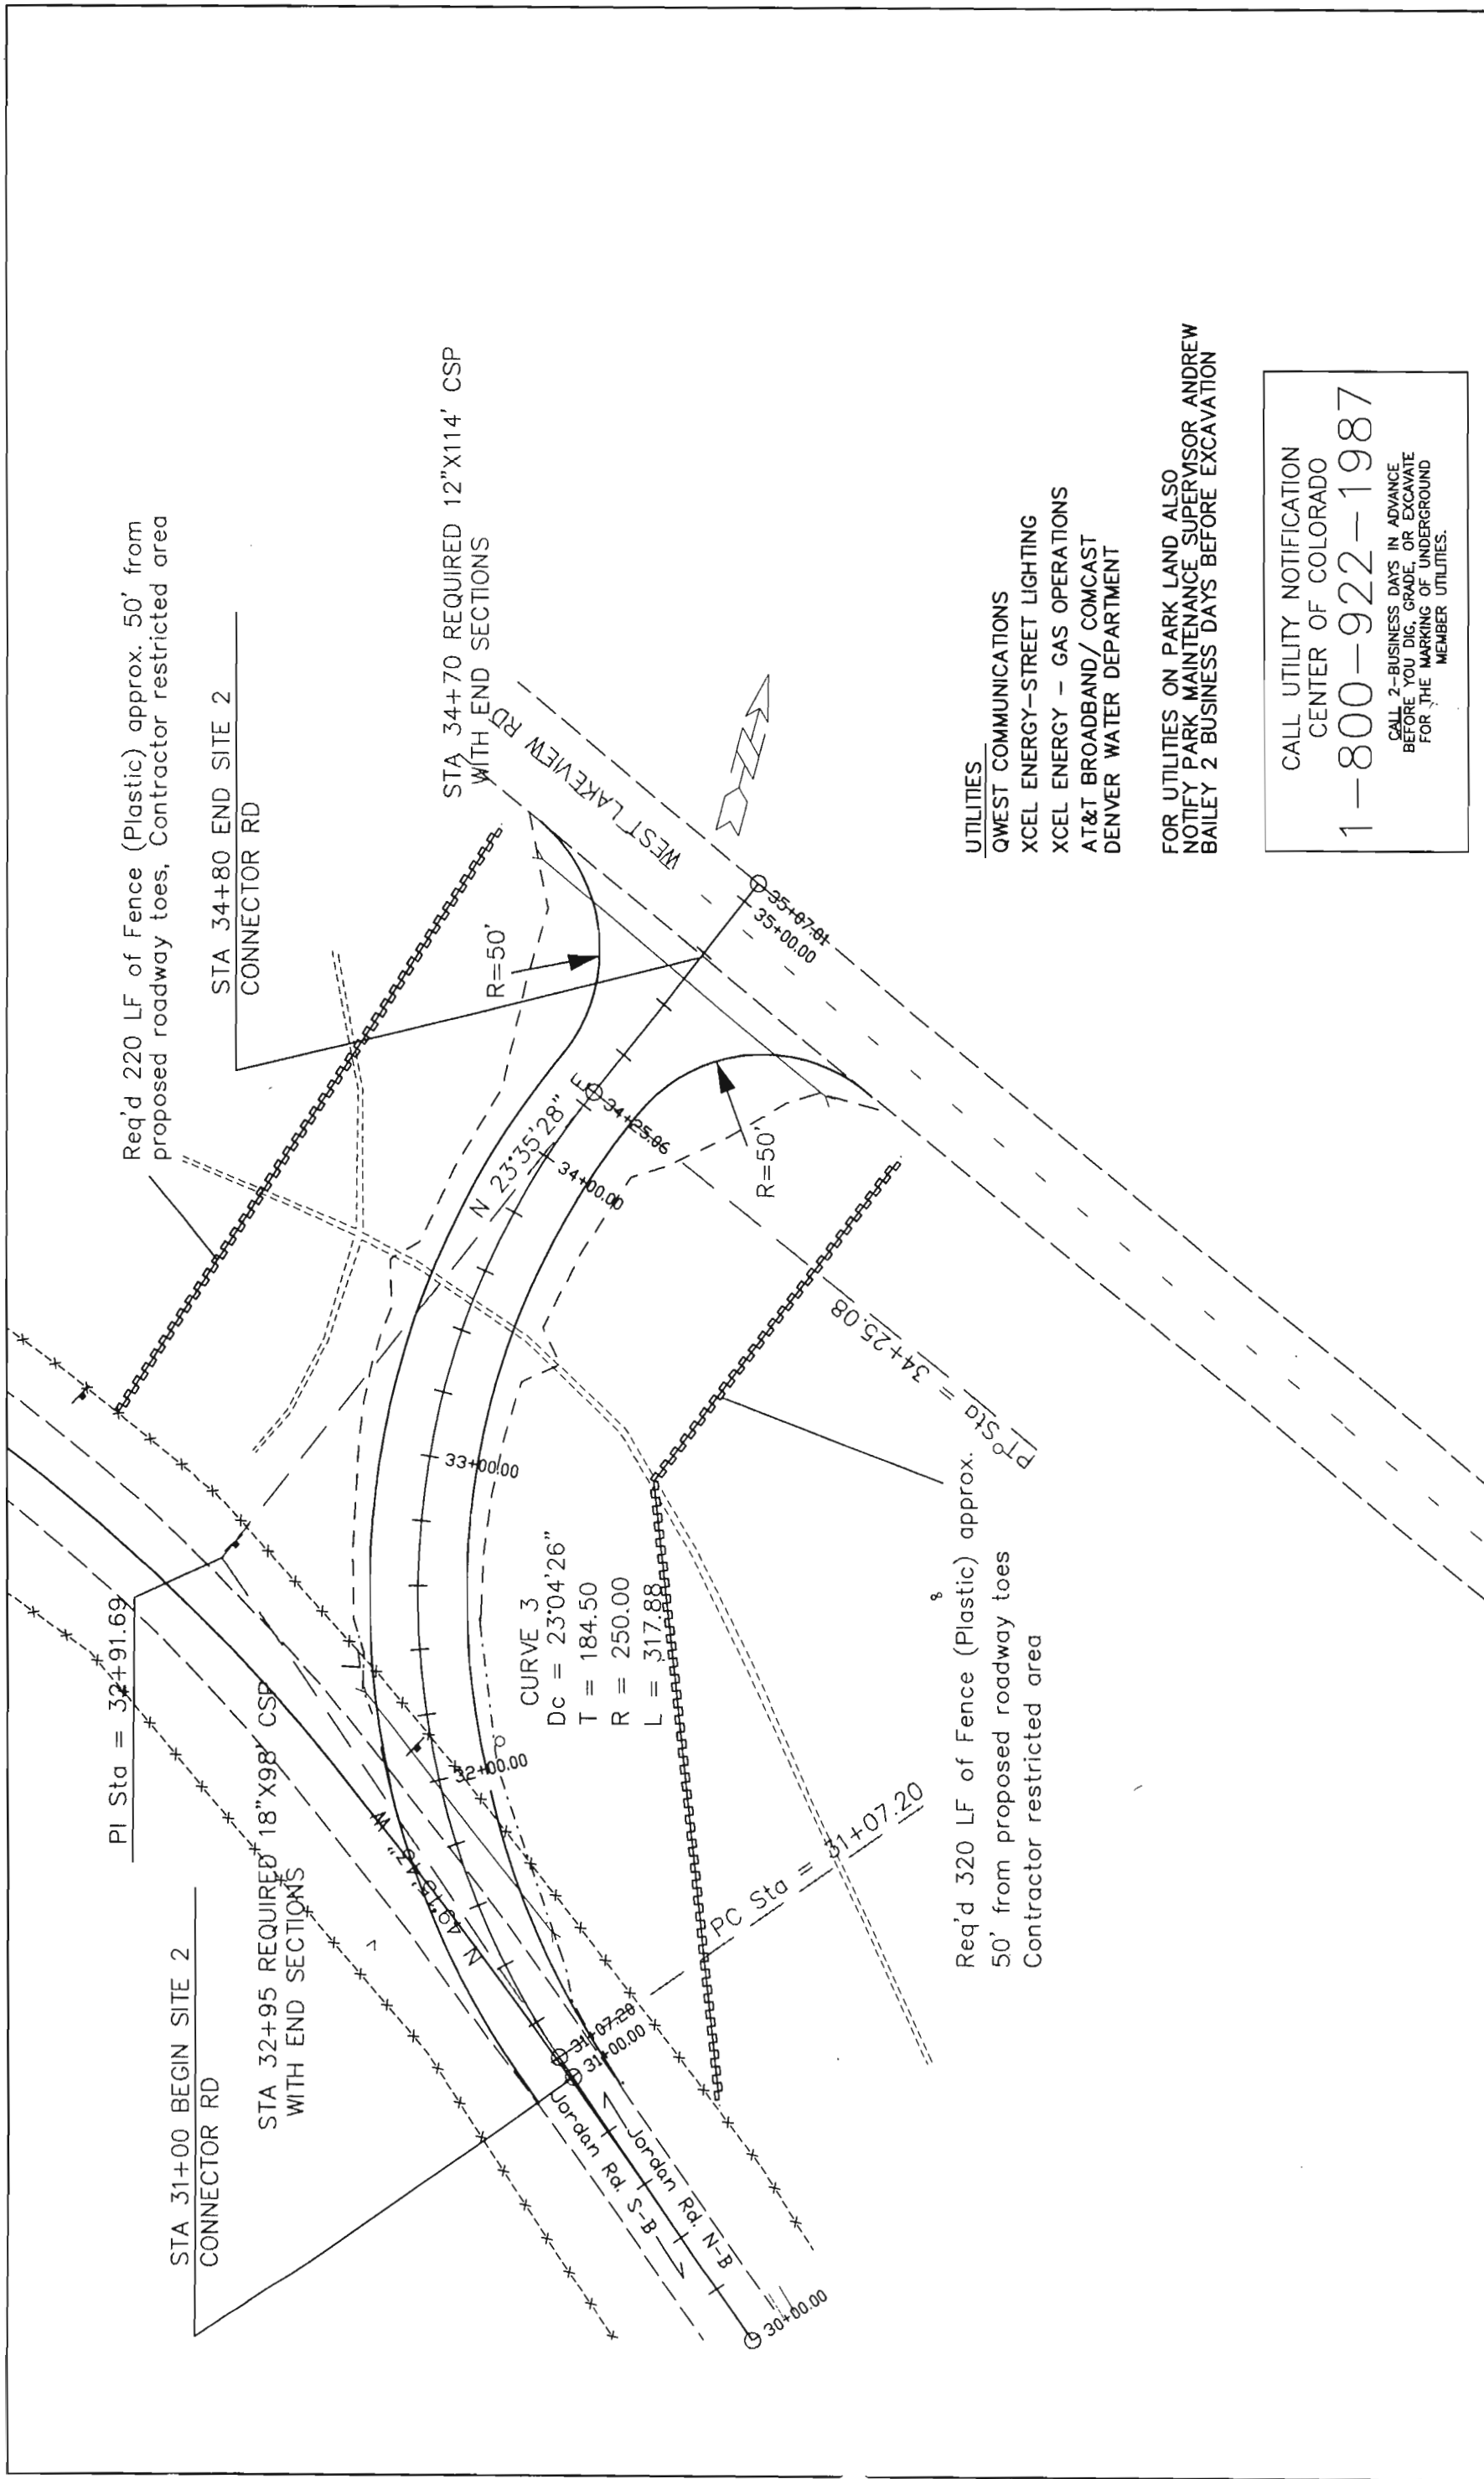 STA 31+00 BEGIN SITE 2
CONNECTOR RD
PI Sta = 32+91.69
STA 32+95 REQUIRED 18"X98' CSP
WITH END SECTIONS
Req'd 220 LF of Fence (Plastic) approx. 50' from
proposed roadway toes, Contractor restricted area
STA 34+80 END SITE 2
CONNECTOR RD
STA 34+70 REQUIRED 12"X114' CSP
WITH END SECTIONS
WEST LAKEVIEW RD
R=50'
R=50'
N 23°35'28" E
35+07.01
35+00.00
34+25.06
34+00.00
33+00.00
32+00.00
31+07.20
31+00.00
30+00.00
Jordan Rd. S-B
Jordan Rd. N-B
CURVE 3
Dc = 23°04'26"
T = 184.50
R = 250.00
L = 317.88
PC Sta = 31+07.20
PT Sta = 34+25.08
Req'd 320 LF of Fence (Plastic) approx.
50' from proposed roadway toes
Contractor restricted area
UTILITIES
QWEST COMMUNICATIONS
XCEL ENERGY-STREET LIGHTING
XCEL ENERGY - GAS OPERATIONS
AT&T BROADBAND/ COMCAST
DENVER WATER DEPARTMENT
FOR UTILITIES ON PARK LAND ALSO
NOTIFY PARK MAINTENANCE SUPERVISOR ANDREW
BAILEY 2 BUSINESS DAYS BEFORE EXCAVATION
CALL UTILITY NOTIFICATION
CENTER OF COLORADO
1-800-922-1987
CALL 2-BUSINESS DAYS IN ADVANCE
BEFORE YOU DIG, GRADE, OR EXCAVATE
FOR THE MARKING OF UNDERGROUND
MEMBER UTILITIES.